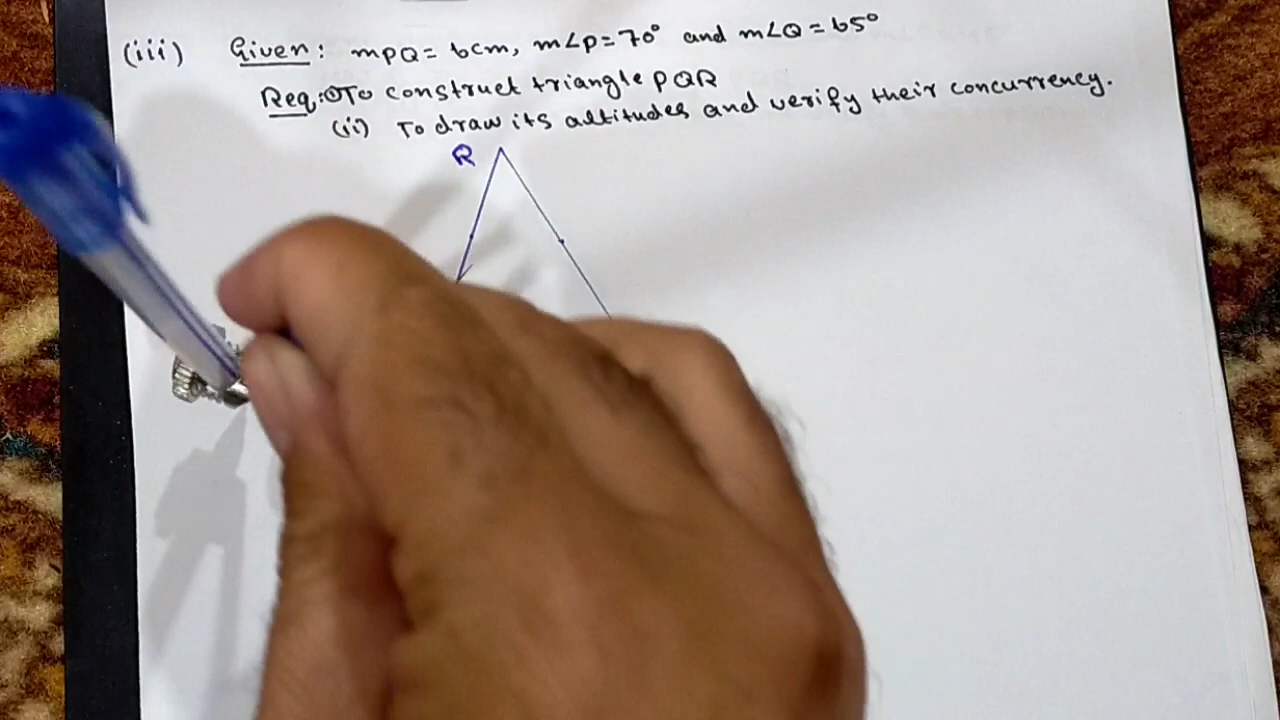 (iii) Given: mPQ = 6cm, m∠P=70° and m∠Q = 65°
Req:① To construct triangle PQR
(ii) To draw its altitudes and verify their concurrency.
R